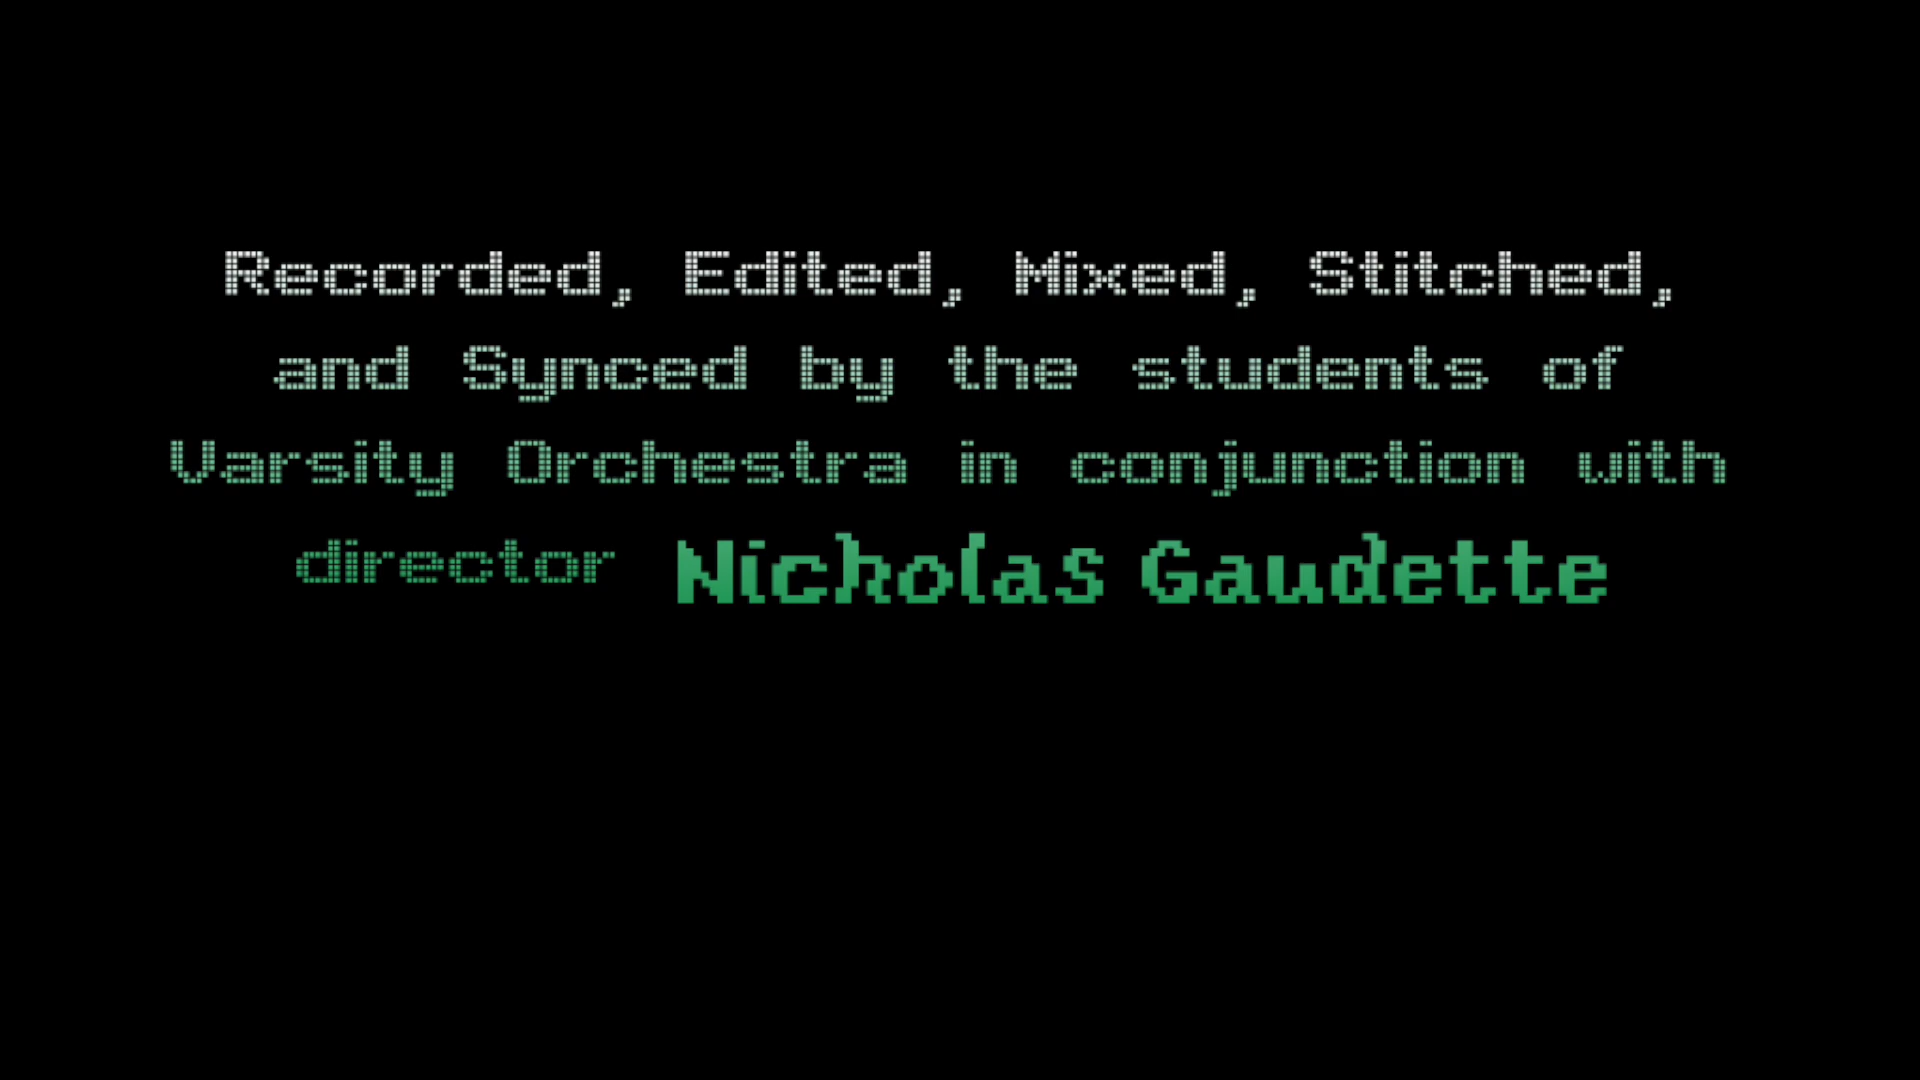 Recorded, Edited, Mixed, Stitched,
and Synced by the students of
Varsity Orchestra in conjunction with
director Nicholas Gaudette